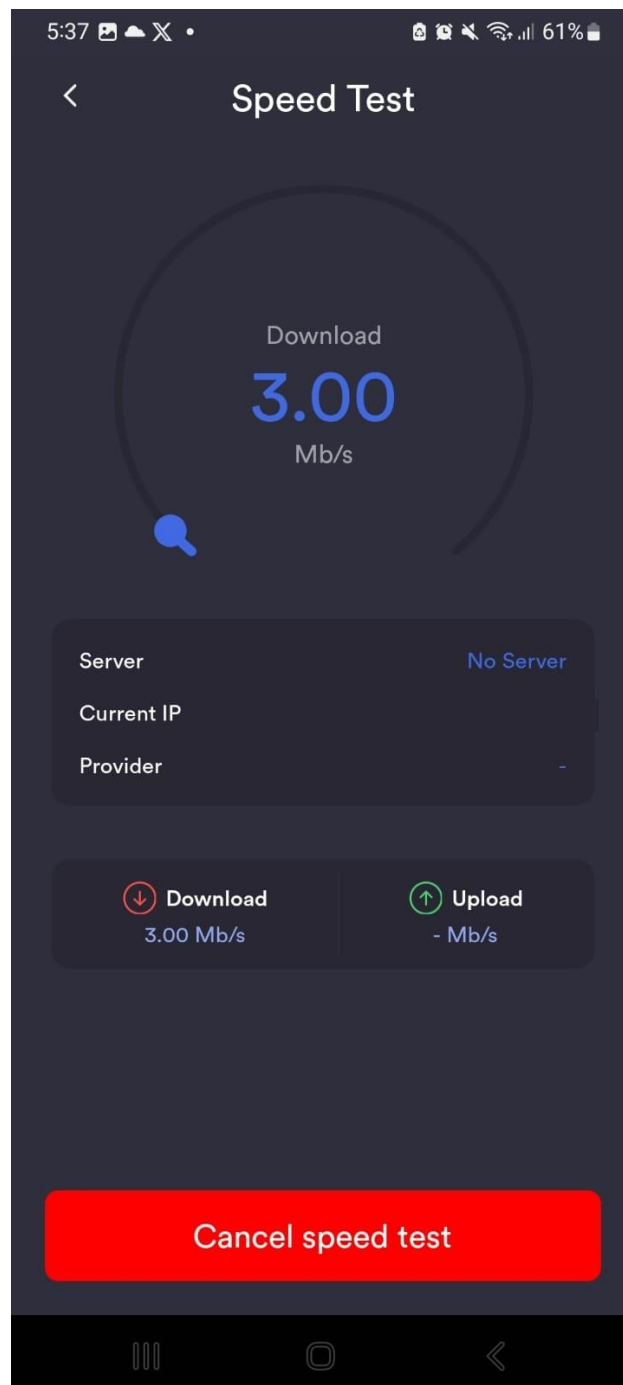 5:37 61%
Speed Test
Download
3.00
Mb/s
Server No Server
Current IP
Provider -
Download Upload
3.00 Mb/s - Mb/s
Cancel speed test